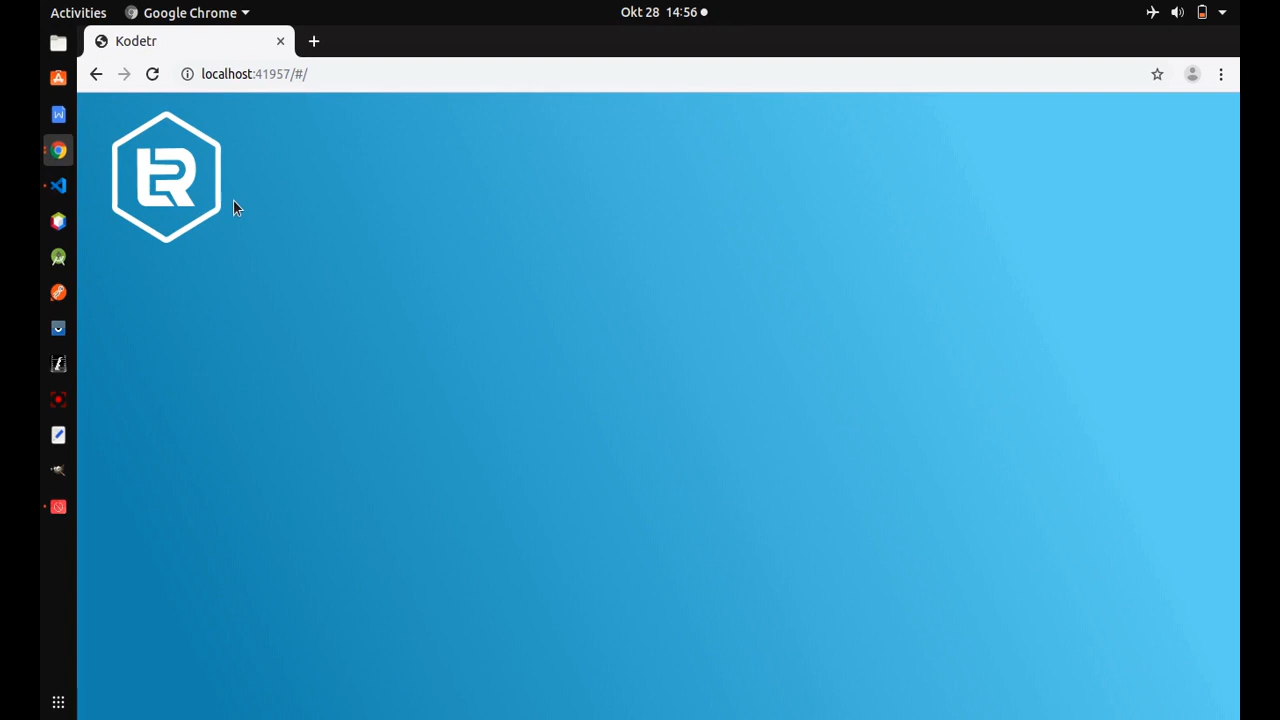 Activities
Google Chrome
Okt 28 14:56
Kodetr
localhost:41957/#/